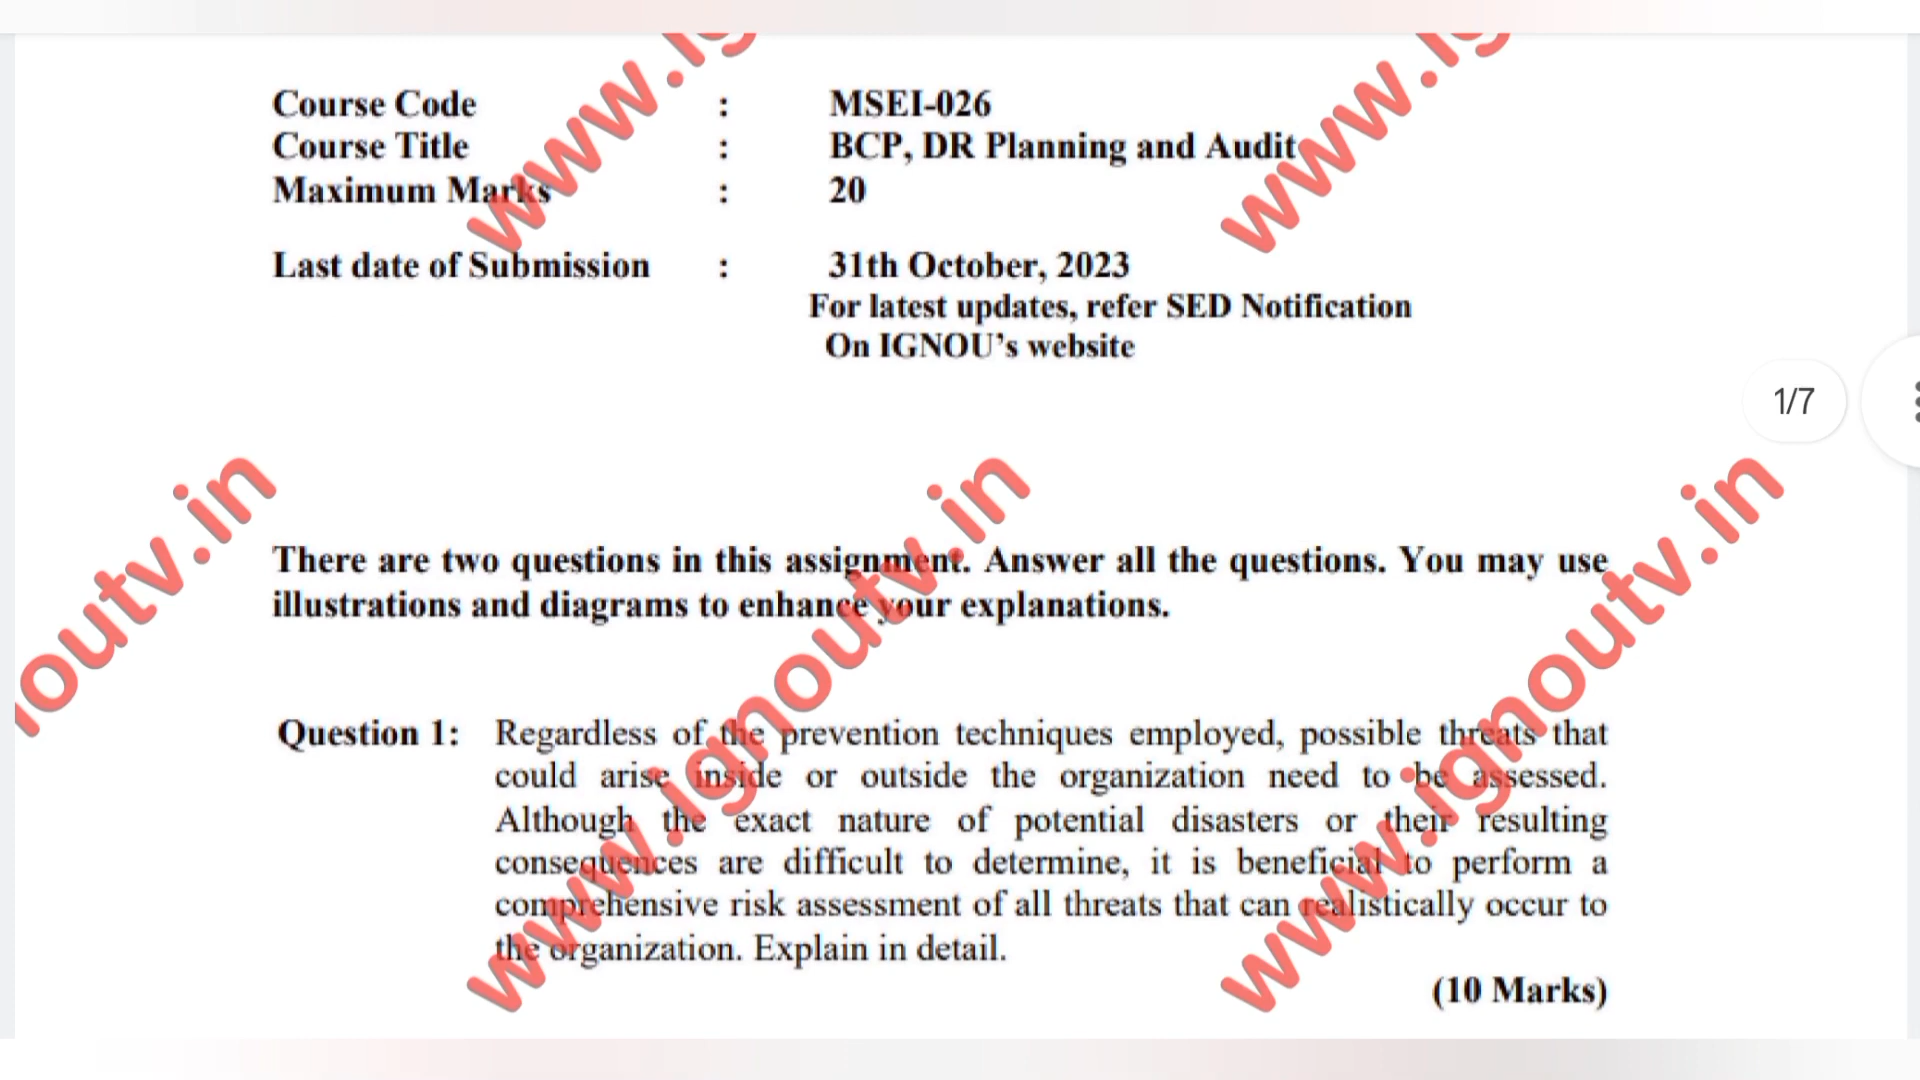 Course Code : MSEI-026
Course Title : BCP, DR Planning and Audit
Maximum Marks : 20
Last date of Submission : 31th October, 2023
For latest updates, refer SED Notification
On IGNOU’s website
1/7
There are two questions in this assignment. Answer all the questions. You may use
illustrations and diagrams to enhance your explanations.
Question 1: Regardless of the prevention techniques employed, possible threats that
could arise inside or outside the organization need to be assessed.
Although the exact nature of potential disasters or their resulting
consequences are difficult to determine, it is beneficial to perform a
comprehensive risk assessment of all threats that can realistically occur to
the organization. Explain in detail.
(10 Marks)
www.ig
www.ig
noutv.in
www.ignoutv.in
www.ignoutv.in